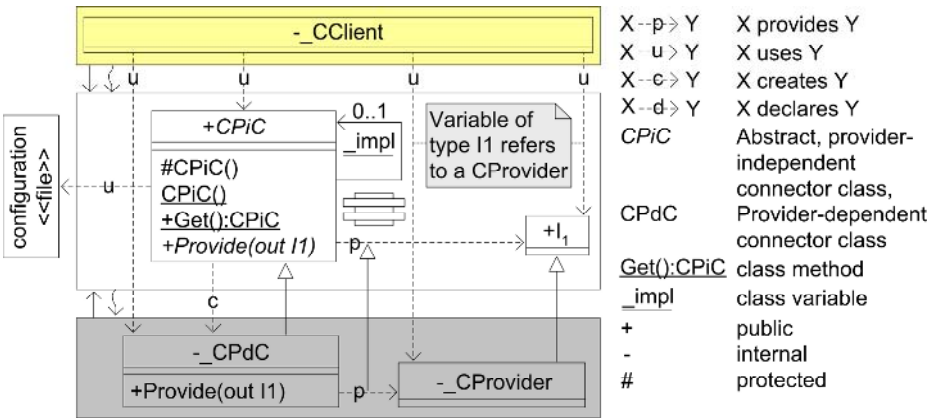 -_CClient
u
u
u
u
+CPiC
#CPiC()
CPiC()
+Get():CPiC
+Provide(out I1)
0..1
_impl
Variable of
type I1 refers
to a CProvider
configuration
<<file>>
u
p
+I1
c
-_CPdC
+Provide(out I1)
p
-_CProvider
X --p-> Y X provides Y
X --u-> Y X uses Y
X --c-> Y X creates Y
X --d-> Y X declares Y
CPiC Abstract, provider-
independent
connector class,
CPdC Provider-dependent
connector class
Get():CPiC class method
_impl class variable
+ public
- internal
# protected